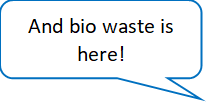 And bio waste is
here!